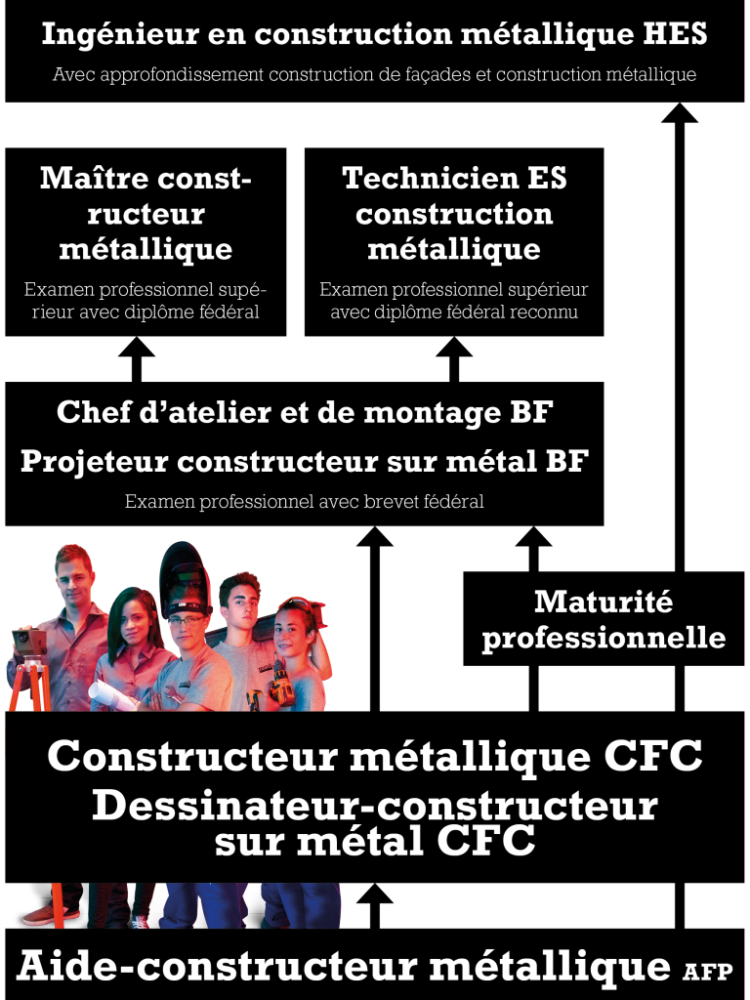 Ingénieur en construction métallique HES
Avec approfondissement construction de façades et construction métallique
Maître const-
ructeur
métallique
Examen professionnel supé-
rieur avec diplôme fédéral
Technicien ES
construction
métallique
Examen professionnel supérieur
avec diplôme fédéral reconnu
Chef d’atelier et de montage BF
Projeteur constructeur sur métal BF
Examen professionnel avec brevet fédéral
Maturité
professionnelle
Constructeur métallique CFC
Dessinateur-constructeur
sur métal CFC
Aide-constructeur métallique AFP